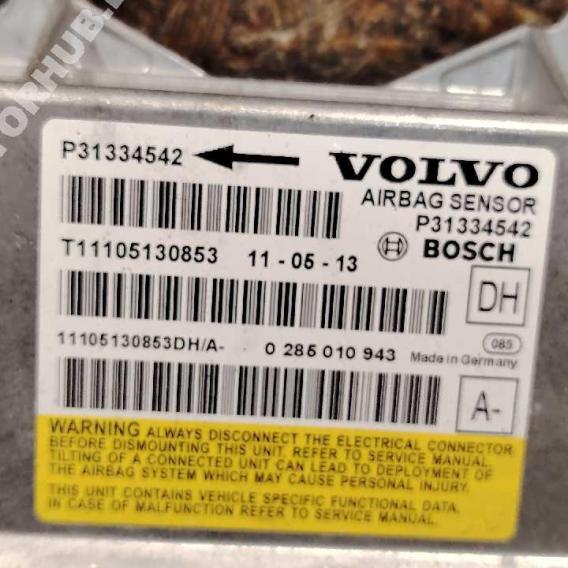 P31334542 VOLVO
AIRBAG SENSOR
P31334542
T11105130853 11-05-13 BOSCH
DH
11105130853DH/A- 0 285 010 943 Made in Germany
085
A-
WARNING ALWAYS DISCONNECT THE ELECTRICAL CONNECTOR
BEFORE DISMOUNTING THIS UNIT. REFER TO SERVICE MANUAL.
TILTING OF A CONNECTED UNIT CAN LEAD TO DEPLOYMENT OF
THE AIRBAG SYSTEM WHICH MAY CAUSE PERSONAL INJURY.
THIS UNIT CONTAINS VEHICLE SPECIFIC FUNCTIONAL DATA,
IN CASE OF MALFUNCTION REFER TO SERVICE MANUAL.